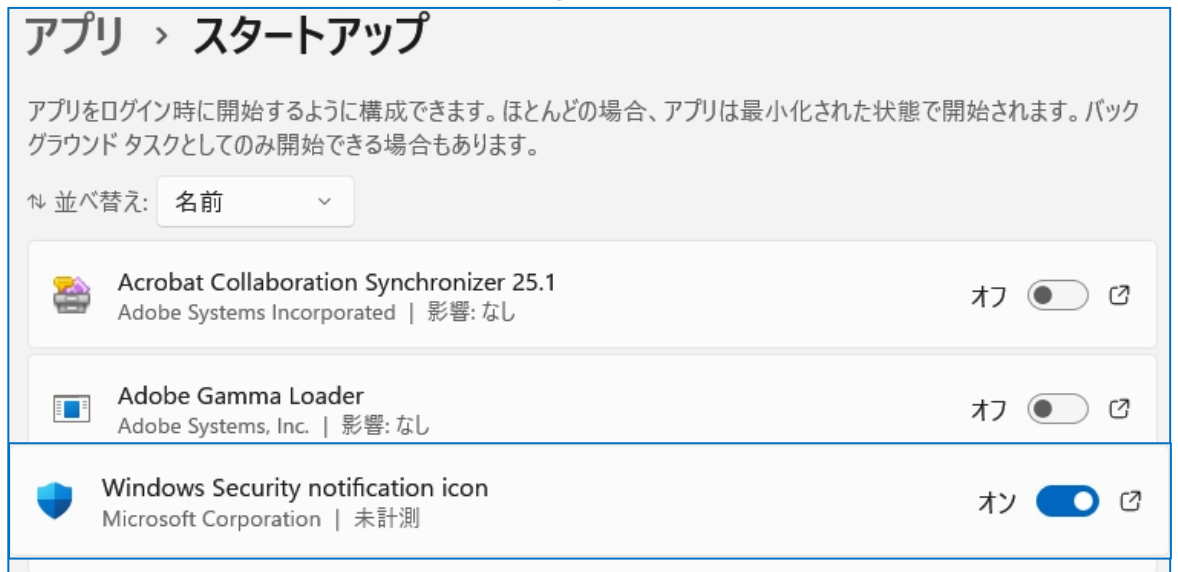 アプリ › スタートアップ
アプリをログイン時に開始するように構成できます。ほとんどの場合、アプリは最小化された状態で開始されます。バック
グラウンド タスクとしてのみ開始できる場合もあります。
並べ替え: 名前
Acrobat Collaboration Synchronizer 25.1
Adobe Systems Incorporated | 影響: なし
オフ
Adobe Gamma Loader
Adobe Systems, Inc. | 影響: なし
オフ
Windows Security notification icon
Microsoft Corporation | 未計測
オン